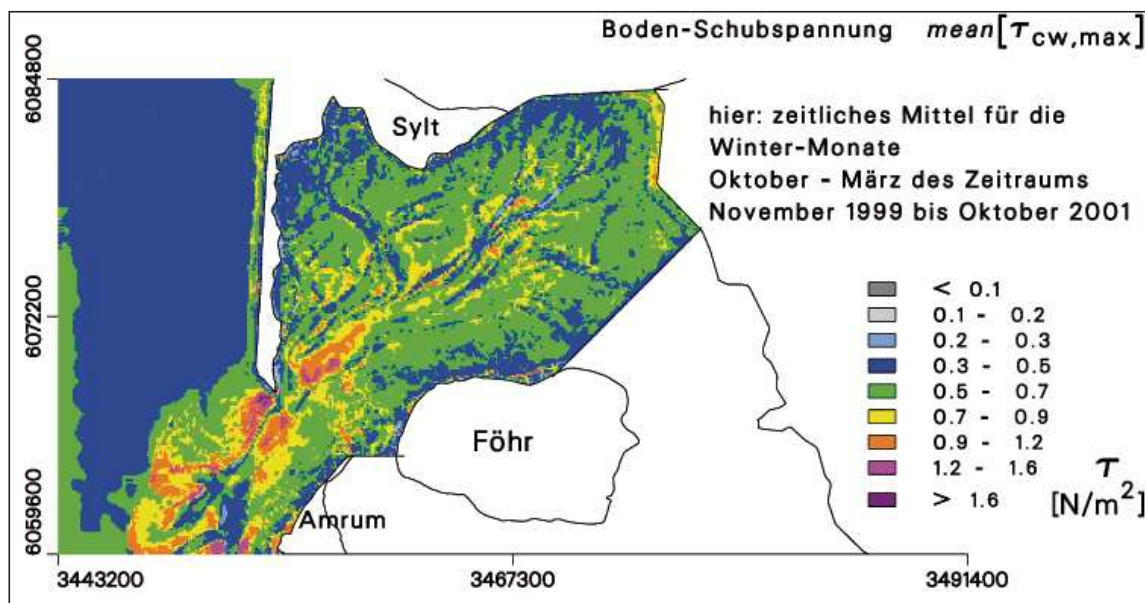 Boden-Schubspannung mean[τcw,max]
hier: zeitliches Mittel für die
Winter-Monate
Oktober - März des Zeitraums
November 1999 bis Oktober 2001
Sylt
Föhr
Amrum
< 0.1
0.1 - 0.2
0.2 - 0.3
0.3 - 0.5
0.5 - 0.7
0.7 - 0.9
0.9 - 1.2
1.2 - 1.6
> 1.6
τ
[N/m²]
6084800
6072200
6059600
3443200
3467300
3491400